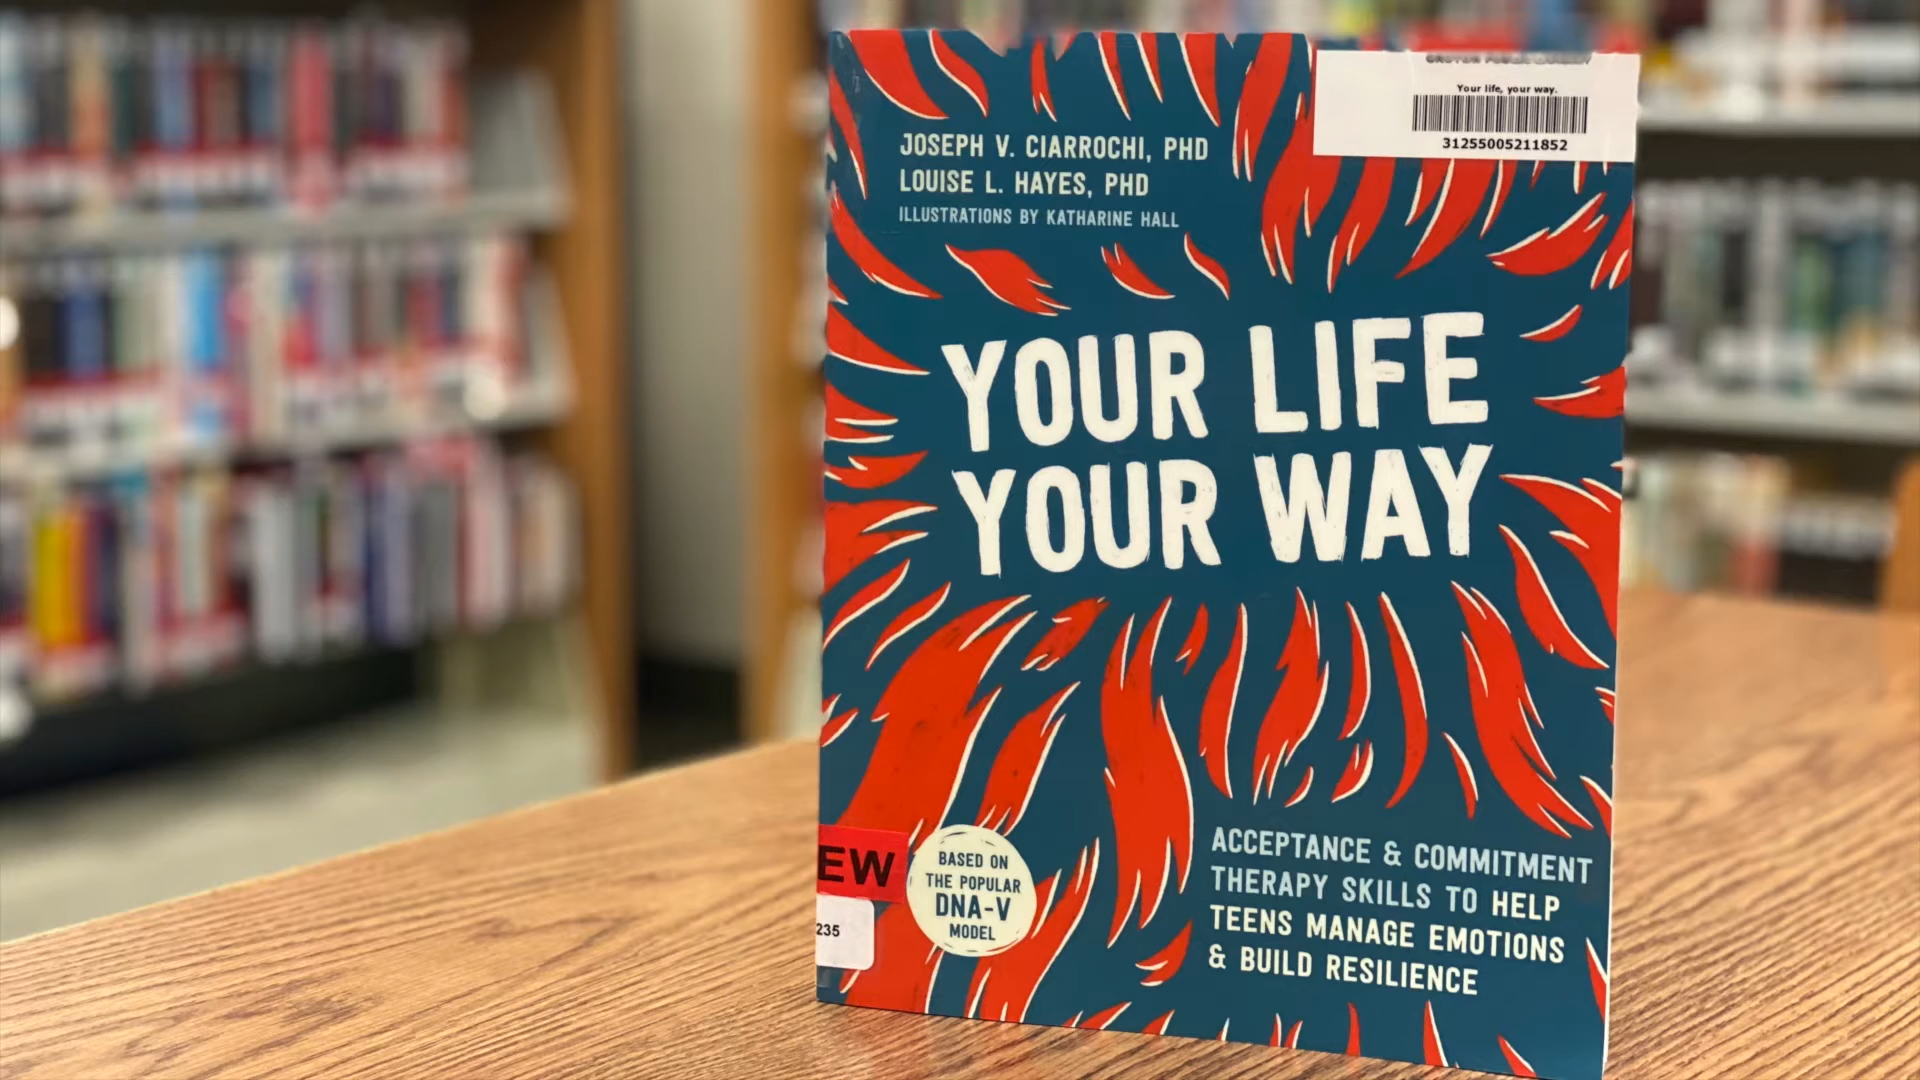 Your life, your way.
31255005211852
JOSEPH V. CIARROCHI, PHD
LOUISE L. HAYES, PHD
ILLUSTRATIONS BY KATHARINE HALL
YOUR LIFE
YOUR WAY
EW
235
BASED ON
THE POPULAR
DNA-V
MODEL
ACCEPTANCE & COMMITMENT
THERAPY SKILLS TO HELP
TEENS MANAGE EMOTIONS
& BUILD RESILIENCE